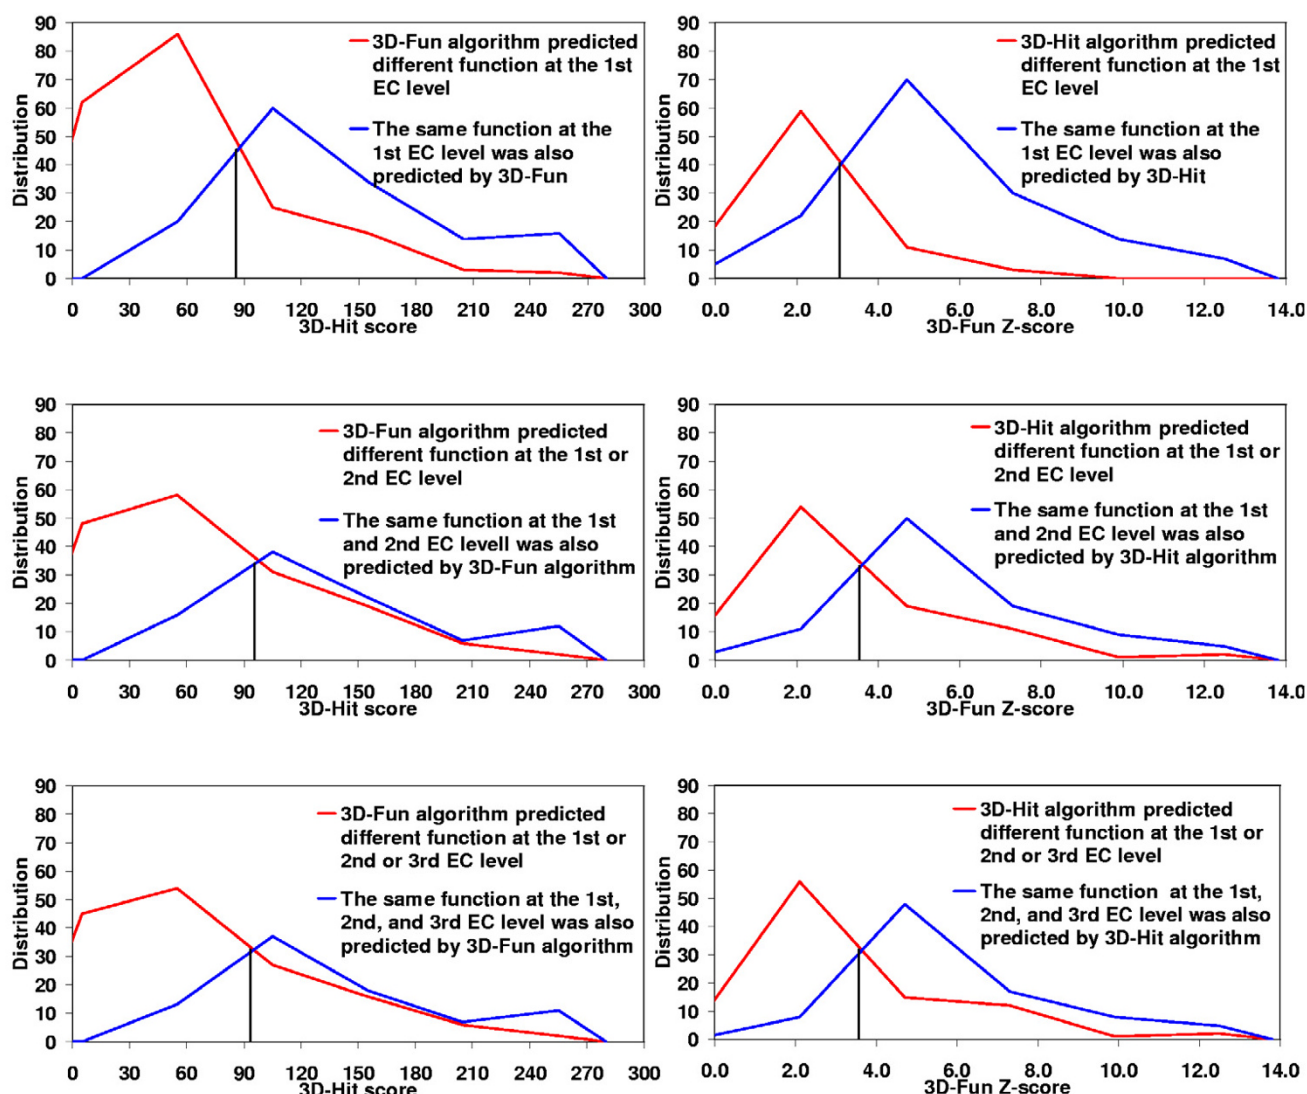 90
80
70
60
50
40
30
20
10
0
Distribution
3D-Fun algorithm predicted
different function at the 1st
EC level
The same function at the
1st EC level was also
predicted by 3D-Fun
0 30 60 90 120 150 180 210 240 270 300
3D-Hit score
90
80
70
60
50
40
30
20
10
0
Distribution
3D-Hit algorithm predicted
different function at the 1st
EC level
The same function at the
1st EC level was also
predicted by 3D-Hit
0.0 2.0 4.0 6.0 8.0 10.0 12.0 14.0
3D-Fun Z-score
90
80
70
60
50
40
30
20
10
0
Distribution
3D-Fun algorithm predicted
different function at the 1st or
2nd EC level
The same function at the 1st
and 2nd EC levell was also
predicted by 3D-Fun algorithm
0 30 60 90 120 150 180 210 240 270 300
3D-Hit score
90
80
70
60
50
40
30
20
10
0
Distribution
3D-Hit algorithm predicted
different function at the 1st or
2nd EC level
The same function at the 1st
and 2nd EC level was also
predicted by 3D-Hit algorithm
0.0 2.0 4.0 6.0 8.0 10.0 12.0 14.0
3D-Fun Z-score
90
80
70
60
50
40
30
20
10
0
Distribution
3D-Fun algorithm predicted
different function at the 1st or
2nd or 3rd EC level
The same function at the 1st,
2nd, and 3rd EC level was also
predicted by 3D-Fun algorithm
0 30 60 90 120 150 180 210 240 270 300
3D-Hit score
90
80
70
60
50
40
30
20
10
0
Distribution
3D-Hit algorithm predicted
different function at the 1st or
2nd or 3rd EC level
The same function at the 1st,
2nd, and 3rd EC level was also
predicted by 3D-Hit algorithm
0.0 2.0 4.0 6.0 8.0 10.0 12.0 14.0
3D-Fun Z-score